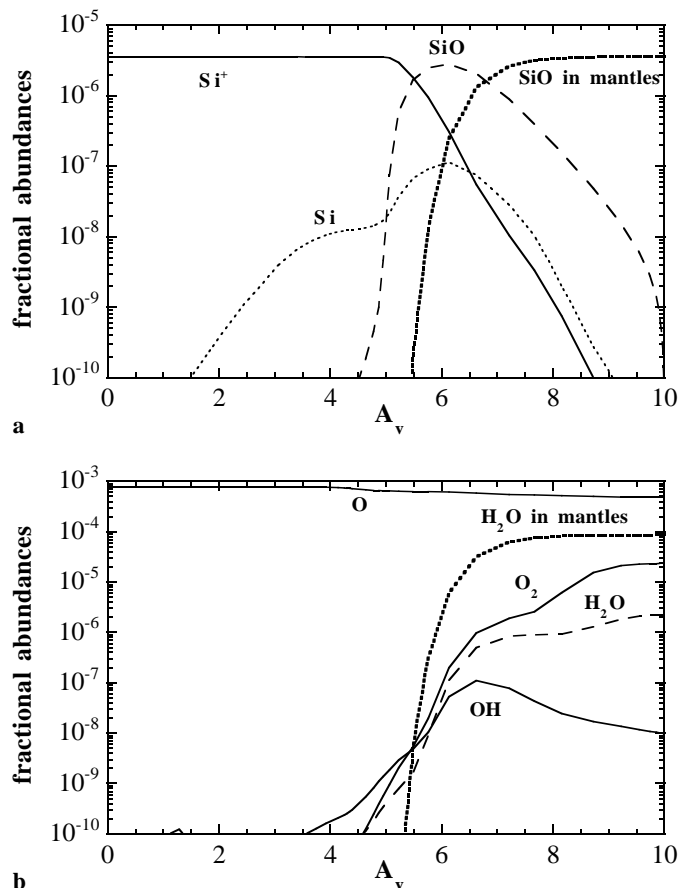 10⁻⁵
SiO
Si⁺
SiO in mantles
10⁻⁶
10⁻⁷
Si
10⁻⁸
10⁻⁹
10⁻¹⁰
fractional abundances
0 2 4 6 8 10
Aᵥ
a
10⁻³
O
H₂O in mantles
10⁻⁴
O₂
10⁻⁵
H₂O
10⁻⁶
10⁻⁷
OH
10⁻⁸
10⁻⁹
10⁻¹⁰
fractional abundances
0 2 4 6 8 10
Aᵥ
b